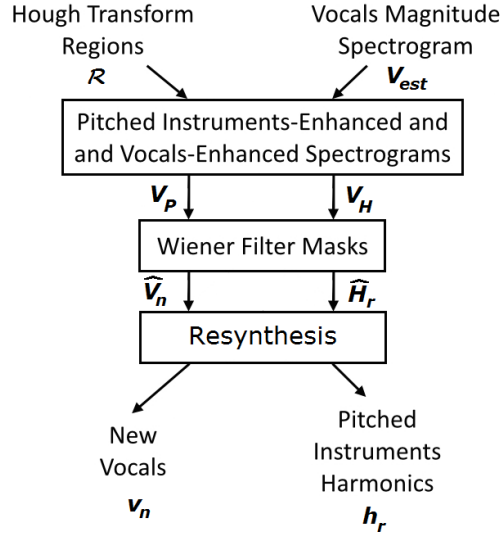 Hough Transform
Regions
R
Vocals Magnitude
Spectrogram
V_est
Pitched Instruments-Enhanced and
and Vocals-Enhanced Spectrograms
V_P
V_H
Wiener Filter Masks
V̂_n
Ĥ_r
Resynthesis
New
Vocals
v_n
Pitched
Instruments
Harmonics
h_r